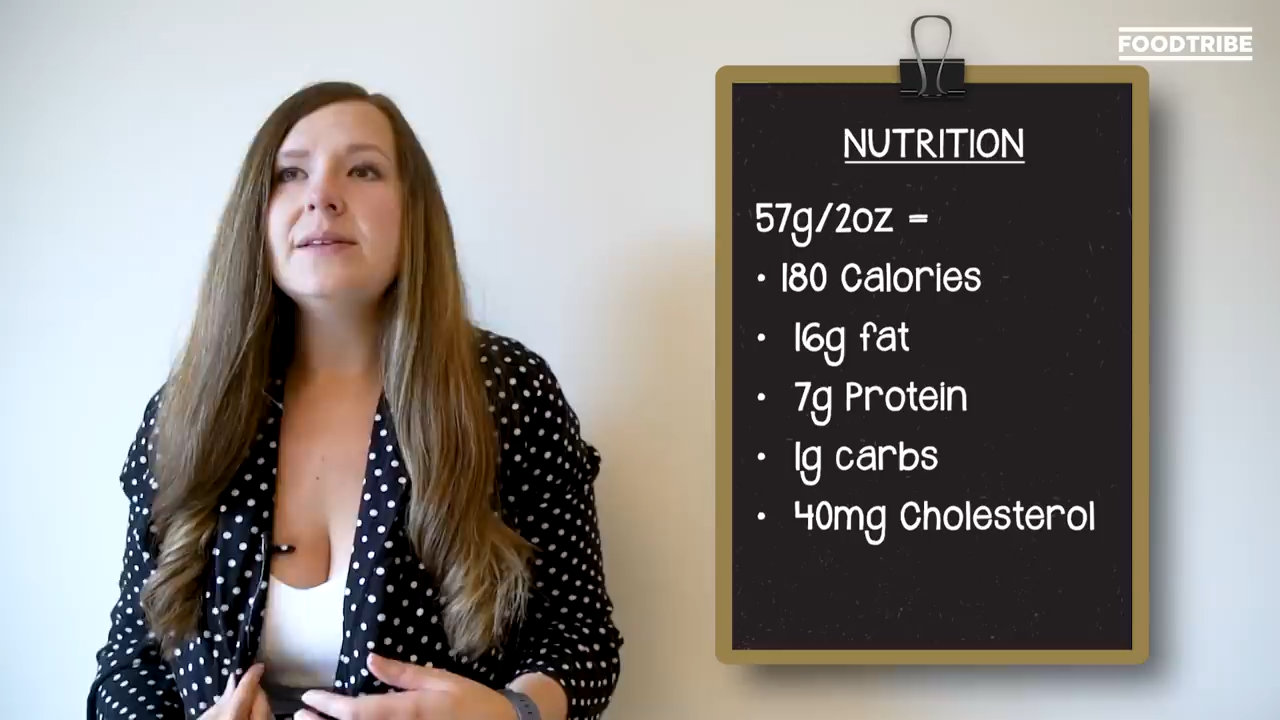 FOODTRIBE
NUTRITION
57g/2oz =
• 180 Calories
• 16g fat
• 7g Protein
• 1g carbs
• 40mg Cholesterol